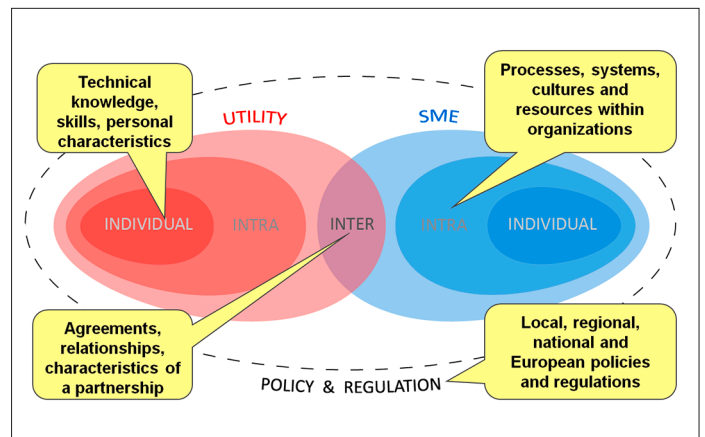 Technical
knowledge,
skills, personal
characteristics
Processes, systems,
cultures and
resources within
organizations
UTILITY
SME
INDIVIDUAL
INTRA
INTER
INTRA
INDIVIDUAL
Agreements,
relationships,
characteristics of
a partnership
Local, regional,
national and
European policies
and regulations
POLICY & REGULATION